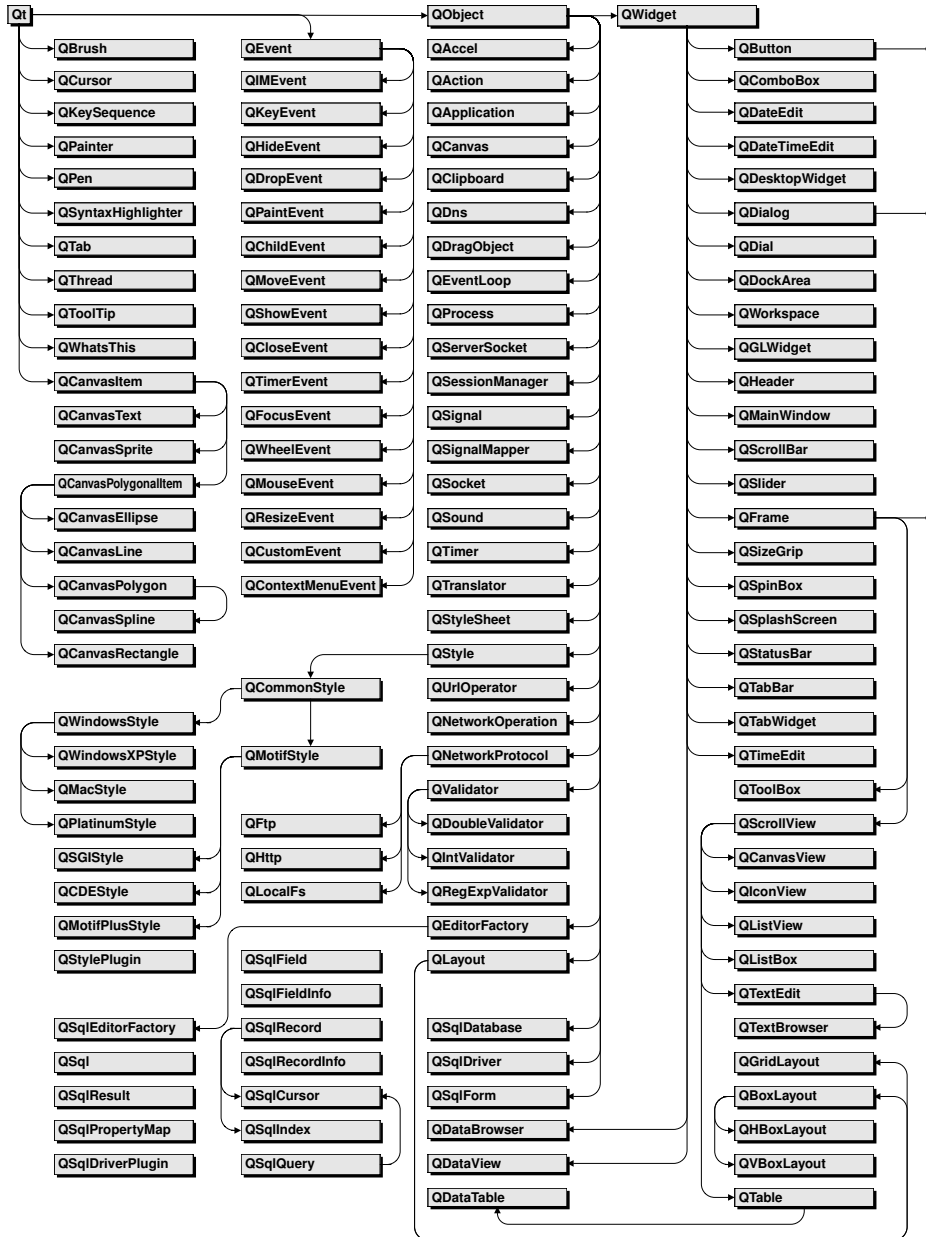 Qt
QObject
QWidget
QBrush
QCursor
QKeySequence
QPainter
QPen
QSyntaxHighlighter
QTab
QThread
QToolTip
QWhatsThis
QCanvasItem
QCanvasText
QCanvasSprite
QCanvasPolygonalItem
QCanvasEllipse
QCanvasLine
QCanvasPolygon
QCanvasSpline
QCanvasRectangle
QWindowsStyle
QWindowsXPStyle
QMacStyle
QPlatinumStyle
QSGIStyle
QCDEStyle
QMotifPlusStyle
QStylePlugin
QSqlEditorFactory
QSql
QSqlResult
QSqlPropertyMap
QSqlDriverPlugin
QEvent
QIMEvent
QKeyEvent
QHideEvent
QDropEvent
QPaintEvent
QChildEvent
QMoveEvent
QShowEvent
QCloseEvent
QTimerEvent
QFocusEvent
QWheelEvent
QMouseEvent
QResizeEvent
QCustomEvent
QContextMenuEvent
QCommonStyle
QMotifStyle
QFtp
QHttp
QLocalFs
QSqlField
QSqlFieldInfo
QSqlRecord
QSqlRecordInfo
QSqlCursor
QSqlIndex
QSqlQuery
QAccel
QAction
QApplication
QCanvas
QClipboard
QDns
QDragObject
QEventLoop
QProcess
QServerSocket
QSessionManager
QSignal
QSignalMapper
QSocket
QSound
QTimer
QTranslator
QStyleSheet
QStyle
QUrlOperator
QNetworkOperation
QNetworkProtocol
QValidator
QDoubleValidator
QIntValidator
QRegExpValidator
QEditorFactory
QLayout
QSqlDatabase
QSqlDriver
QSqlForm
QDataBrowser
QDataView
QDataTable
QButton
QComboBox
QDateEdit
QDateTimeEdit
QDesktopWidget
QDialog
QDial
QDockArea
QWorkspace
QGLWidget
QHeader
QMainWindow
QScrollBar
QSlider
QFrame
QSizeGrip
QSpinBox
QSplashScreen
QStatusBar
QTabBar
QTabWidget
QTimeEdit
QToolBox
QScrollView
QCanvasView
QIconView
QListView
QListBox
QTextEdit
QTextBrowser
QGridLayout
QBoxLayout
QHBoxLayout
QVBoxLayout
QTable